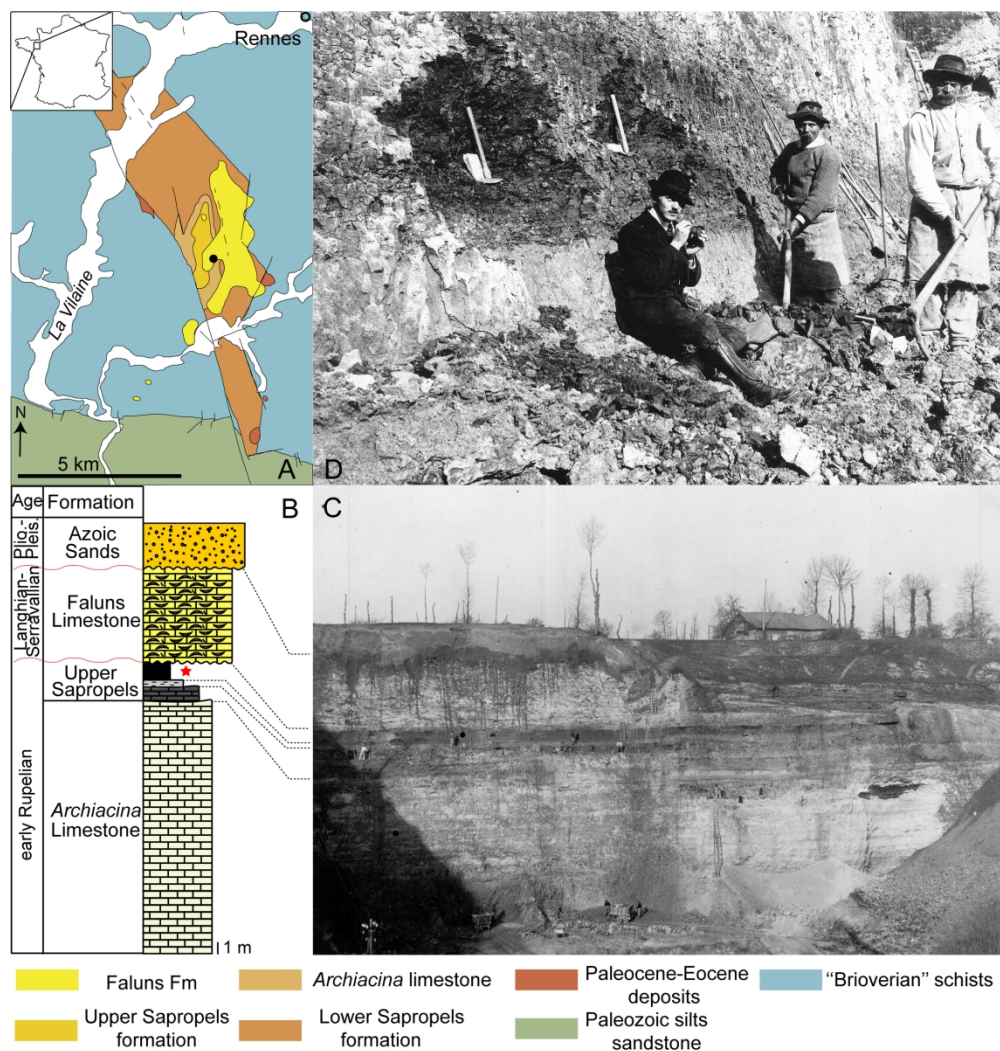 Rennes
La Vilaine
N
5 km
A
D
Age
Formation
B
C
Plio.-
Pleis.
Azoic
Sands
Langhian-
Serravallian
Faluns
Limestone
Upper
Sapropels
early Rupelian
Archiacina
Limestone
1 m
Faluns Fm
Archiacina limestone
Paleocene-Eocene
deposits
"Brioverian" schists
Upper Sapropels
formation
Lower Sapropels
formation
Paleozoic silts
sandstone